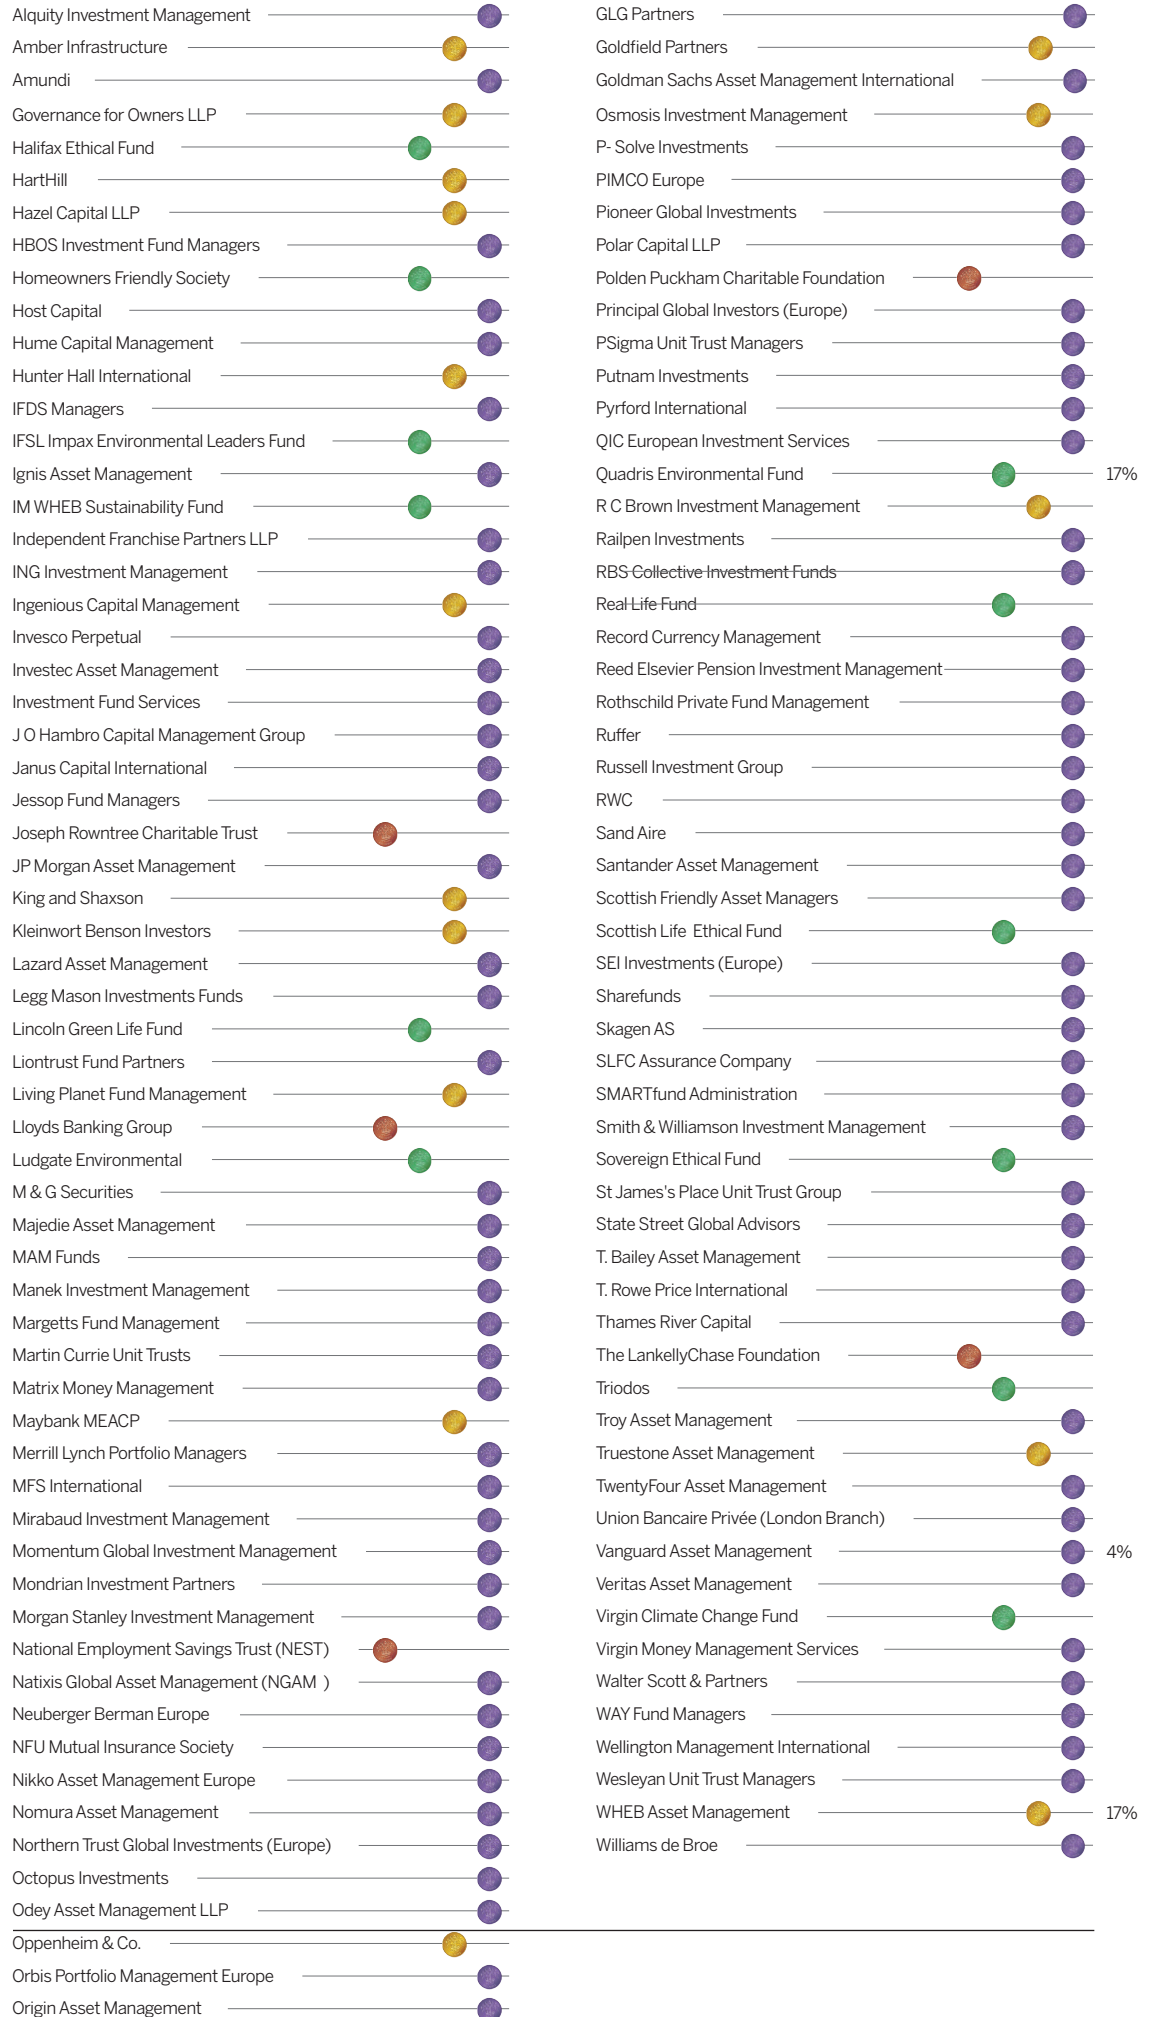 Alquity Investment Management
Amber Infrastructure
Amundi
Governance for Owners LLP
Halifax Ethical Fund
HartHill
Hazel Capital LLP
HBOS Investment Fund Managers
Homeowners Friendly Society
Host Capital
Hume Capital Management
Hunter Hall International
IFDS Managers
IFSL Impax Environmental Leaders Fund
Ignis Asset Management
IM WHEB Sustainability Fund
Independent Franchise Partners LLP
ING Investment Management
Ingenious Capital Management
Invesco Perpetual
Investec Asset Management
Investment Fund Services
J O Hambro Capital Management Group
Janus Capital International
Jessop Fund Managers
Joseph Rowntree Charitable Trust
JP Morgan Asset Management
King and Shaxson
Kleinwort Benson Investors
Lazard Asset Management
Legg Mason Investments Funds
Lincoln Green Life Fund
Liontrust Fund Partners
Living Planet Fund Management
Lloyds Banking Group
Ludgate Environmental
M & G Securities
Majedie Asset Management
MAM Funds
Manek Investment Management
Margetts Fund Management
Martin Currie Unit Trusts
Matrix Money Management
Maybank MEACP
Merrill Lynch Portfolio Managers
MFS International
Mirabaud Investment Management
Momentum Global Investment Management
Mondrian Investment Partners
Morgan Stanley Investment Management
National Employment Savings Trust (NEST)
Natixis Global Asset Management (NGAM )
Neuberger Berman Europe
NFU Mutual Insurance Society
Nikko Asset Management Europe
Nomura Asset Management
Northern Trust Global Investments (Europe)
Octopus Investments
Odey Asset Management LLP
Oppenheim & Co.
Orbis Portfolio Management Europe
Origin Asset Management
GLG Partners
Goldfield Partners
Goldman Sachs Asset Management International
Osmosis Investment Management
P- Solve Investments
PIMCO Europe
Pioneer Global Investments
Polar Capital LLP
Polden Puckham Charitable Foundation
Principal Global Investors (Europe)
PSigma Unit Trust Managers
Putnam Investments
Pyrford International
QIC European Investment Services
Quadris Environmental Fund 17%
R C Brown Investment Management
Railpen Investments
RBS Collective Investment Funds
Real Life Fund
Record Currency Management
Reed Elsevier Pension Investment Management
Rothschild Private Fund Management
Ruffer
Russell Investment Group
RWC
Sand Aire
Santander Asset Management
Scottish Friendly Asset Managers
Scottish Life Ethical Fund
SEI Investments (Europe)
Sharefunds
Skagen AS
SLFC Assurance Company
SMARTfund Administration
Smith & Williamson Investment Management
Sovereign Ethical Fund
St James's Place Unit Trust Group
State Street Global Advisors
T. Bailey Asset Management
T. Rowe Price International
Thames River Capital
The LankellyChase Foundation
Triodos
Troy Asset Management
Truestone Asset Management
TwentyFour Asset Management
Union Bancaire Privée (London Branch)
Vanguard Asset Management 4%
Veritas Asset Management
Virgin Climate Change Fund
Virgin Money Management Services
Walter Scott & Partners
WAY Fund Managers
Wellington Management International
Wesleyan Unit Trust Managers
WHEB Asset Management 17%
Williams de Broe